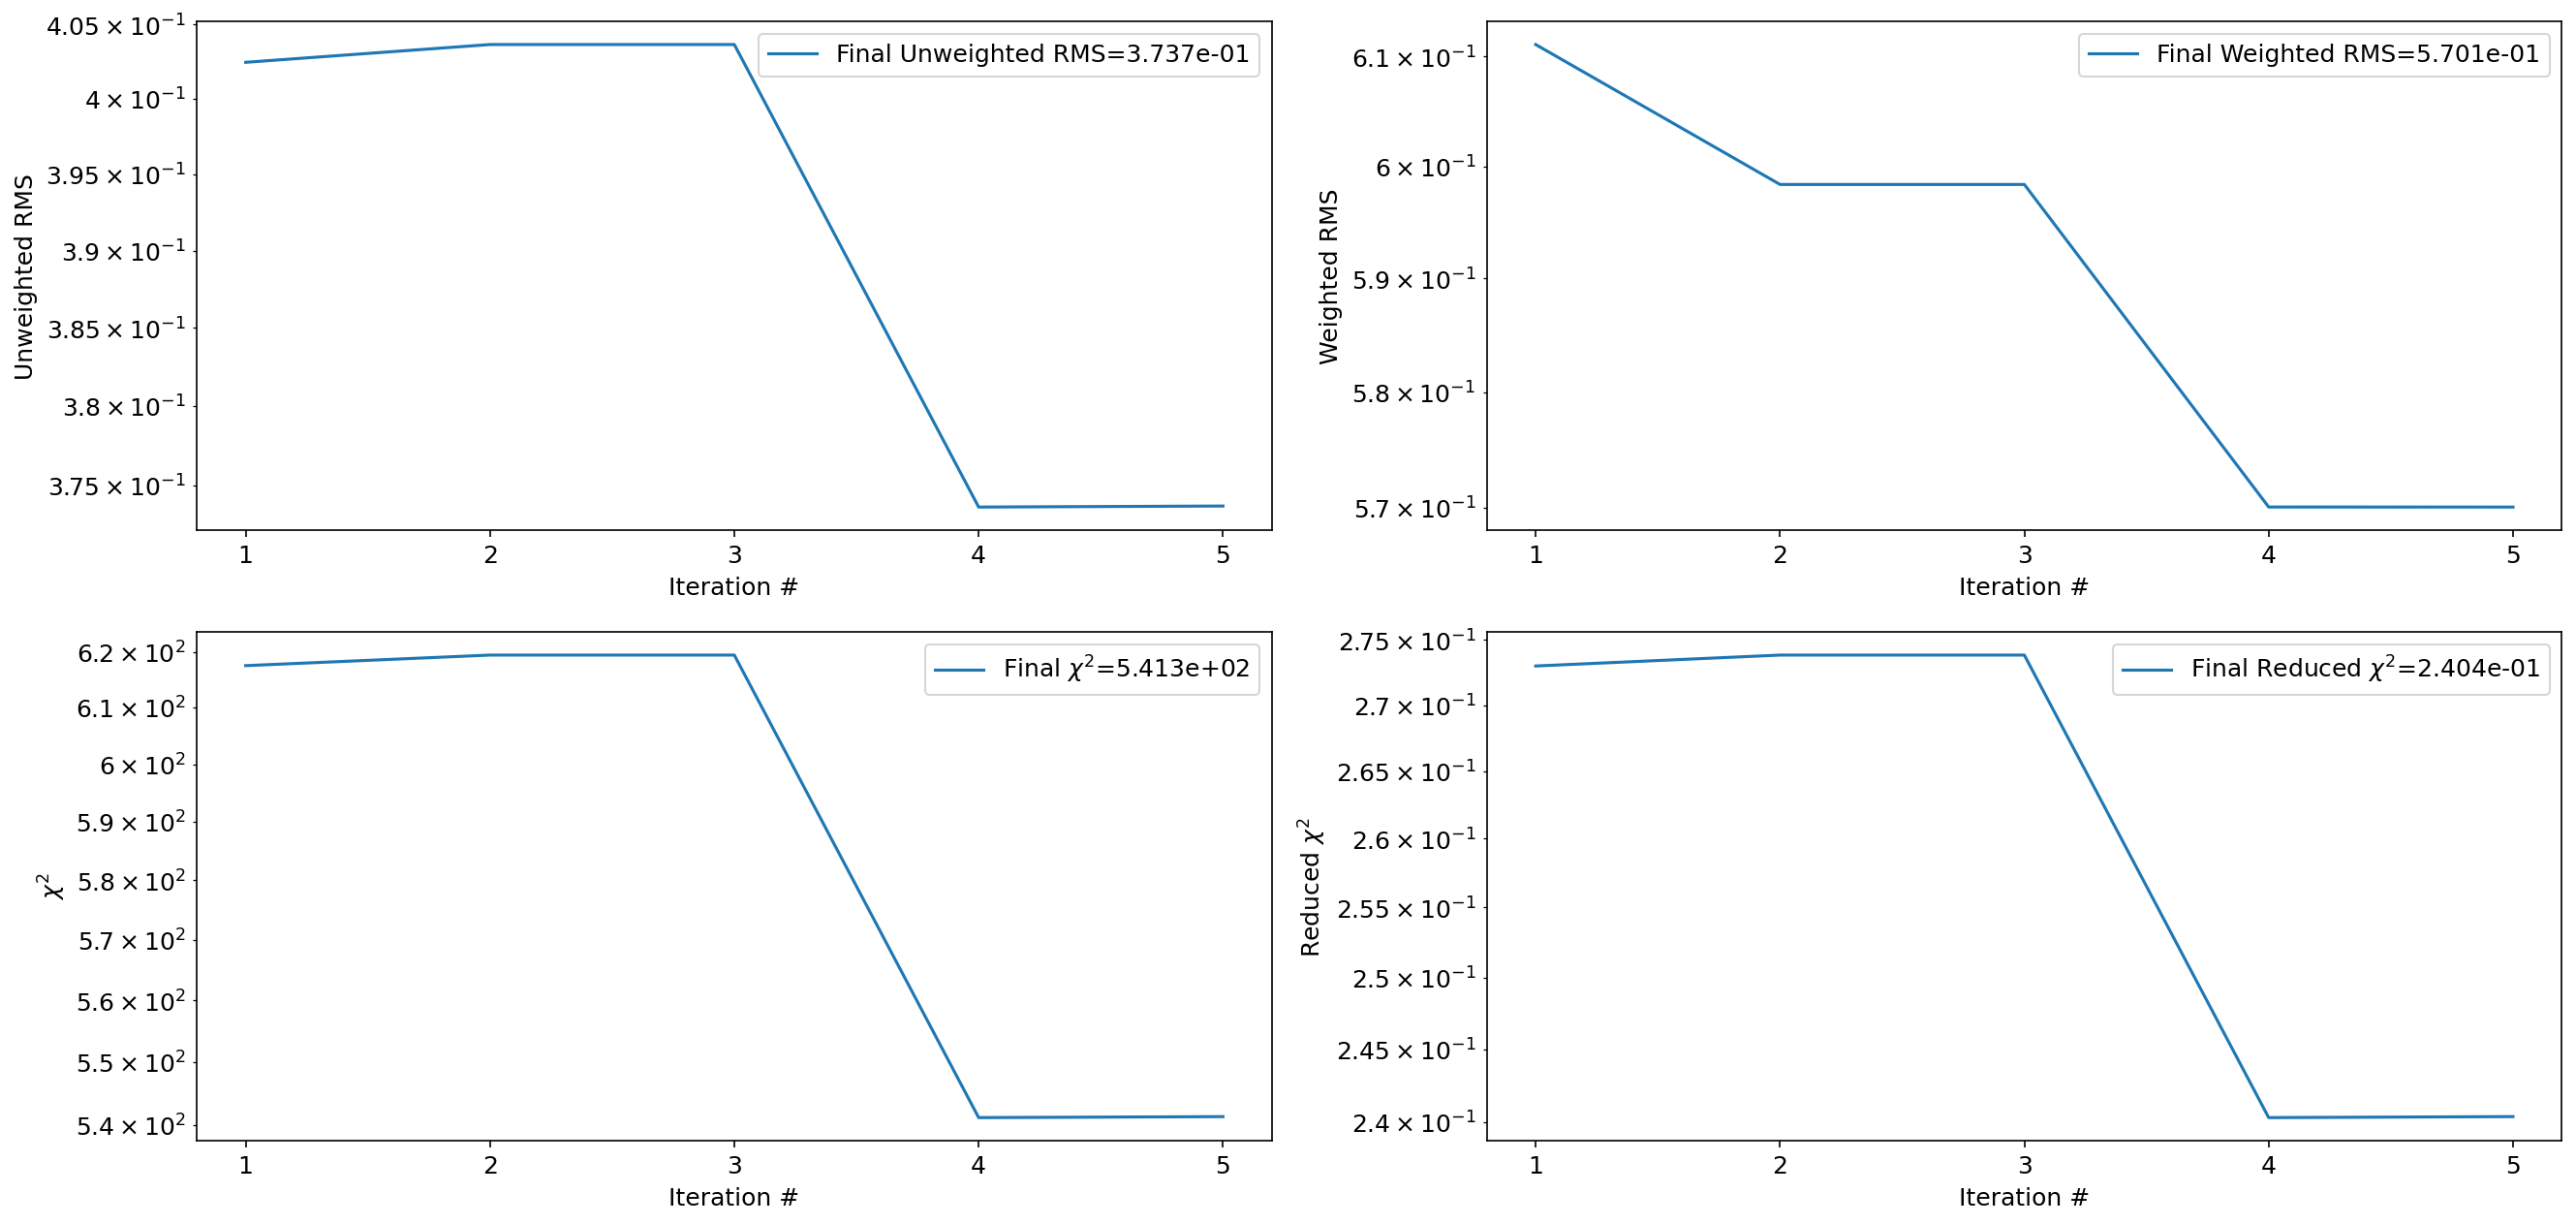 Unweighted RMS
4.05 × 10⁻¹
4 × 10⁻¹
3.95 × 10⁻¹
3.9 × 10⁻¹
3.85 × 10⁻¹
3.8 × 10⁻¹
3.75 × 10⁻¹
Final Unweighted RMS=3.737e-01
1 2 3 4 5
Iteration #
Weighted RMS
6.1 × 10⁻¹
6 × 10⁻¹
5.9 × 10⁻¹
5.8 × 10⁻¹
5.7 × 10⁻¹
Final Weighted RMS=5.701e-01
1 2 3 4 5
Iteration #
χ²
6.2 × 10²
6.1 × 10²
6 × 10²
5.9 × 10²
5.8 × 10²
5.7 × 10²
5.6 × 10²
5.5 × 10²
5.4 × 10²
Final χ²=5.413e+02
1 2 3 4 5
Iteration #
Reduced χ²
2.75 × 10⁻¹
2.7 × 10⁻¹
2.65 × 10⁻¹
2.6 × 10⁻¹
2.55 × 10⁻¹
2.5 × 10⁻¹
2.45 × 10⁻¹
2.4 × 10⁻¹
Final Reduced χ²=2.404e-01
1 2 3 4 5
Iteration #